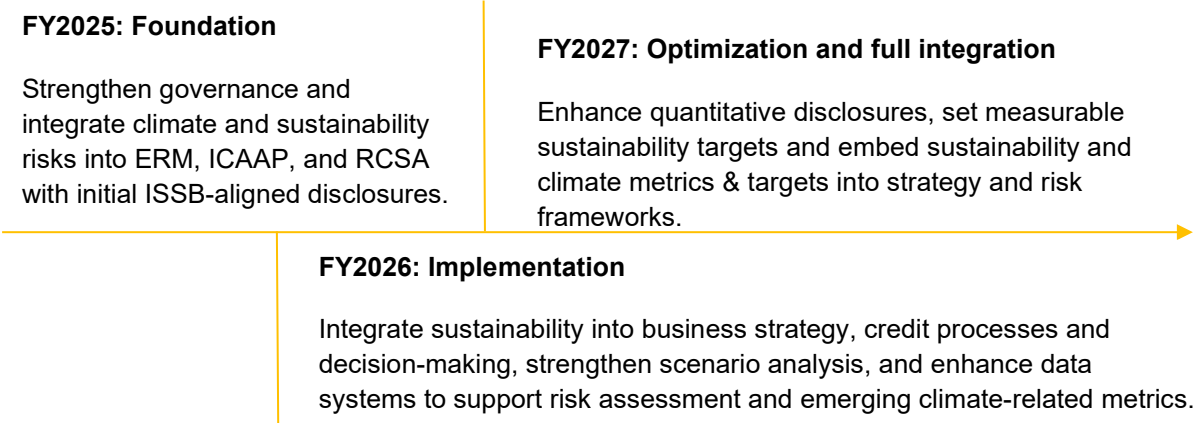 FY2025: Foundation
Strengthen governance and
integrate climate and sustainability
risks into ERM, ICAAP, and RCSA
with initial ISSB-aligned disclosures.
FY2027: Optimization and full integration
Enhance quantitative disclosures, set measurable
sustainability targets and embed sustainability and
climate metrics & targets into strategy and risk
frameworks.
FY2026: Implementation
Integrate sustainability into business strategy, credit processes and
decision-making, strengthen scenario analysis, and enhance data
systems to support risk assessment and emerging climate-related metrics.